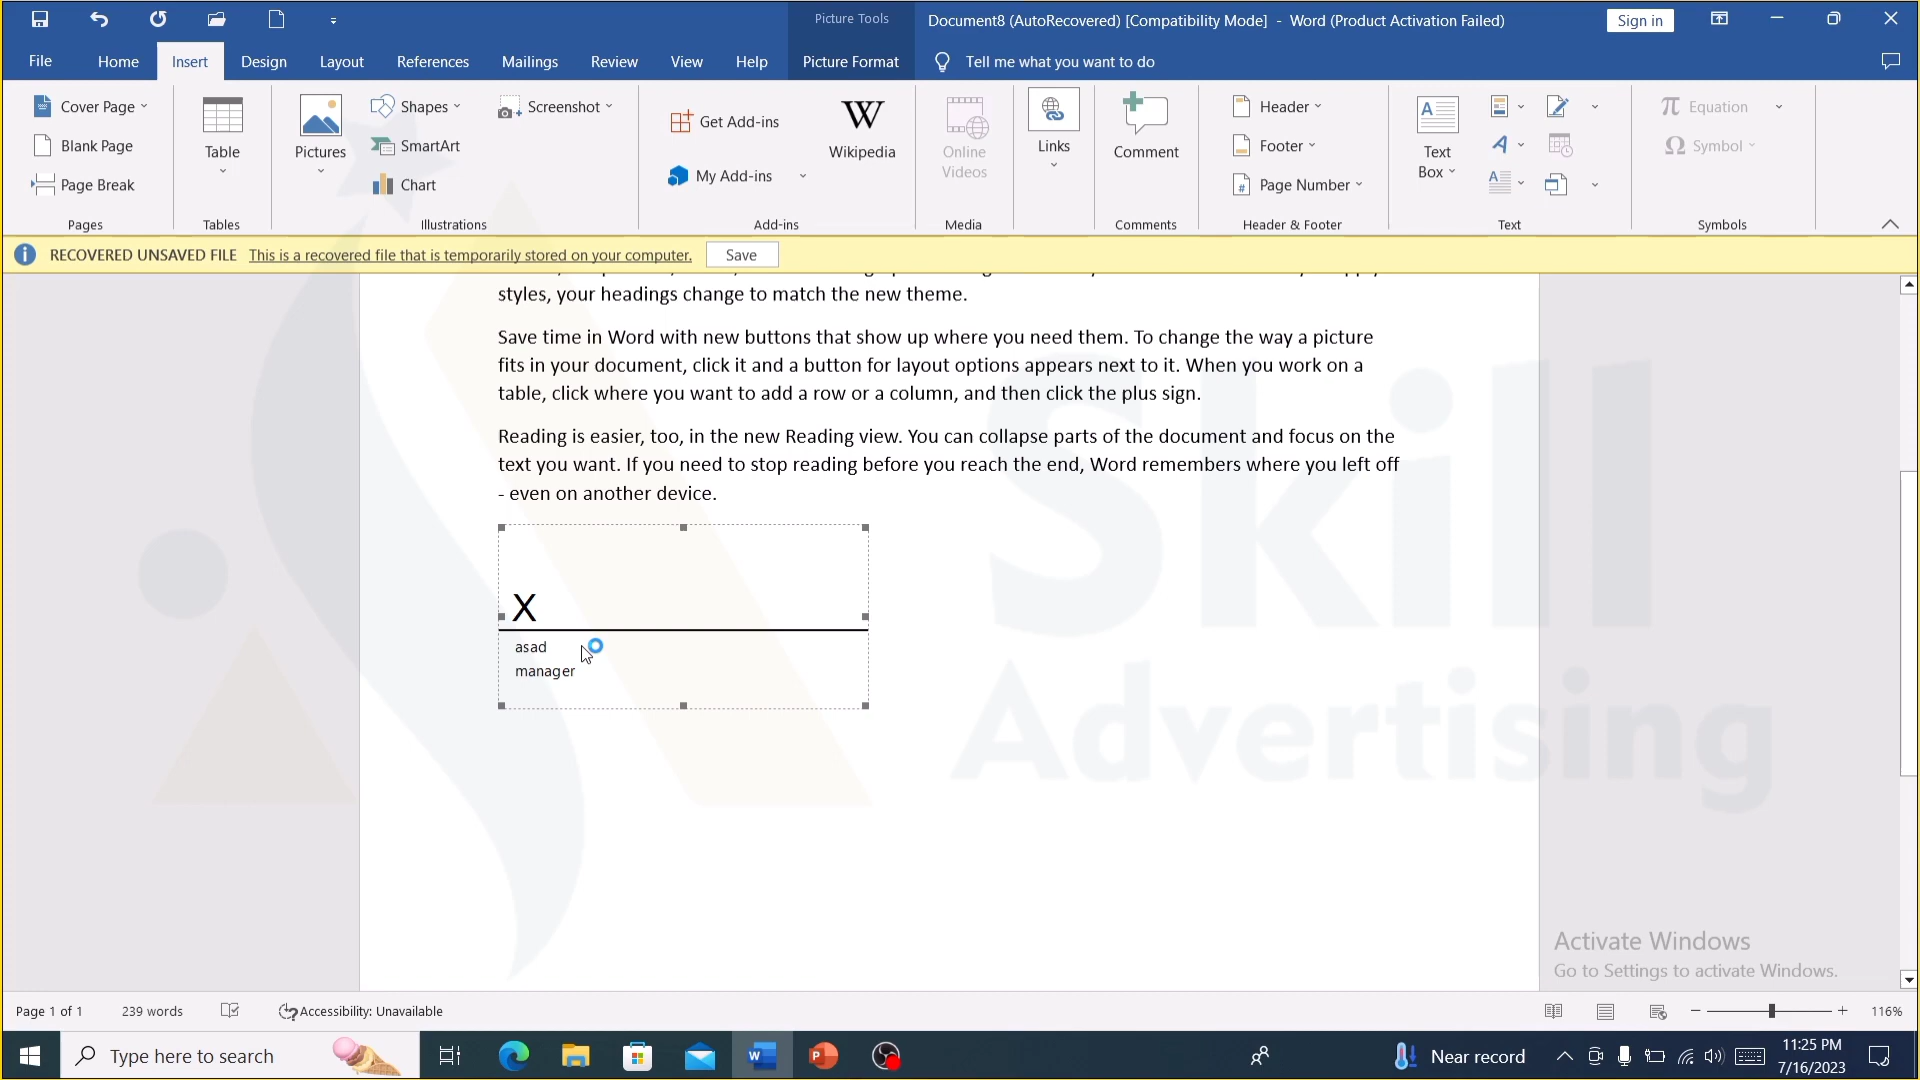 Picture Tools
Document8 (AutoRecovered) [Compatibility Mode] - Word (Product Activation Failed)
Sign in
File Home Insert Design Layout References Mailings Review View Help Picture Format Tell me what you want to do
Cover Page
Blank Page
Page Break
Pages
Table
Tables
Pictures
Shapes
SmartArt
Chart
Screenshot
Illustrations
Get Add-ins
My Add-ins
W
Wikipedia
Add-ins
Online
Videos
Media
Links
Comment
Comments
Header
Footer
Page Number
Header & Footer
Text
Box
Text
Equation
Symbol
Symbols
RECOVERED UNSAVED FILE This is a recovered file that is temporarily stored on your computer. Save
styles, your headings change to match the new theme.
Save time in Word with new buttons that show up where you need them. To change the way a picture
fits in your document, click it and a button for layout options appears next to it. When you work on a
table, click where you want to add a row or a column, and then click the plus sign.
Reading is easier, too, in the new Reading view. You can collapse parts of the document and focus on the
text you want. If you need to stop reading before you reach the end, Word remembers where you left off
- even on another device.
X
asad
manager
Skill
Advertising
Activate Windows
Go to Settings to activate Windows.
Page 1 of 1 239 words Accessibility: Unavailable 116%
Type here to search
Near record
11:25 PM
7/16/2023